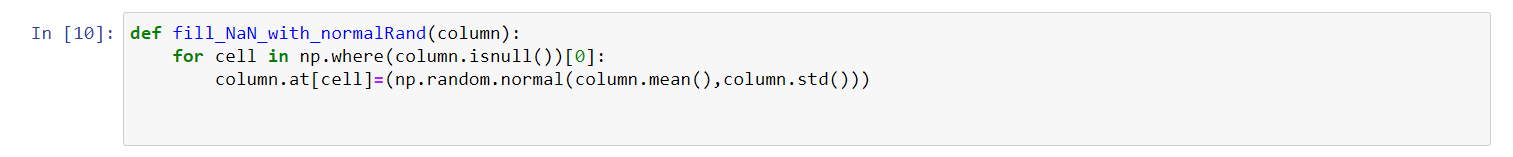 In [10]: def fill_NaN_with_normalRand(column):
    for cell in np.where(column.isnull())[0]:
        column.at[cell]=(np.random.normal(column.mean(),column.std()))